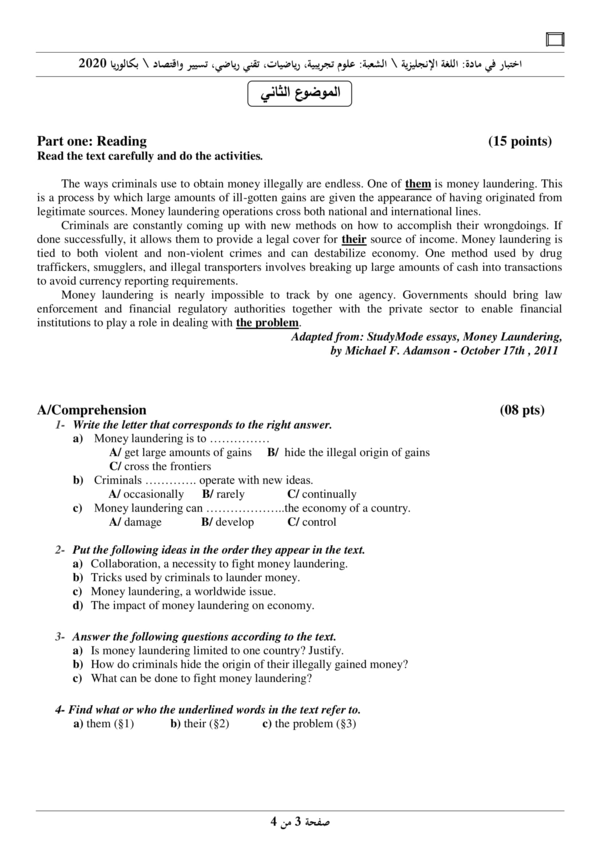 اختبار في مادة: اللغة الإنجليزية \ الشعبة: علوم تجريبية، رياضيات، تقني رياضي، تسيير واقتصاد \ بكالوريا 2020
الموضوع الثاني
Part one: Reading (15 points)
Read the text carefully and do the activities.
The ways criminals use to obtain money illegally are endless. One of them is money laundering. This
is a process by which large amounts of ill-gotten gains are given the appearance of having originated from
legitimate sources. Money laundering operations cross both national and international lines.
Criminals are constantly coming up with new methods on how to accomplish their wrongdoings. If
done successfully, it allows them to provide a legal cover for their source of income. Money laundering is
tied to both violent and non-violent crimes and can destabilize economy. One method used by drug
traffickers, smugglers, and illegal transporters involves breaking up large amounts of cash into transactions
to avoid currency reporting requirements.
Money laundering is nearly impossible to track by one agency. Governments should bring law
enforcement and financial regulatory authorities together with the private sector to enable financial
institutions to play a role in dealing with the problem.
Adapted from: StudyMode essays, Money Laundering,
by Michael F. Adamson - October 17th , 2011
A/Comprehension (08 pts)
1- Write the letter that corresponds to the right answer.
a) Money laundering is to ……………
A/ get large amounts of gains B/ hide the illegal origin of gains
C/ cross the frontiers
b) Criminals …………. operate with new ideas.
A/ occasionally B/ rarely C/ continually
c) Money laundering can ………………..the economy of a country.
A/ damage B/ develop C/ control
2- Put the following ideas in the order they appear in the text.
a) Collaboration, a necessity to fight money laundering.
b) Tricks used by criminals to launder money.
c) Money laundering, a worldwide issue.
d) The impact of money laundering on economy.
3- Answer the following questions according to the text.
a) Is money laundering limited to one country? Justify.
b) How do criminals hide the origin of their illegally gained money?
c) What can be done to fight money laundering?
4- Find what or who the underlined words in the text refer to.
a) them (§1) b) their (§2) c) the problem (§3)
صفحة 3 من 4